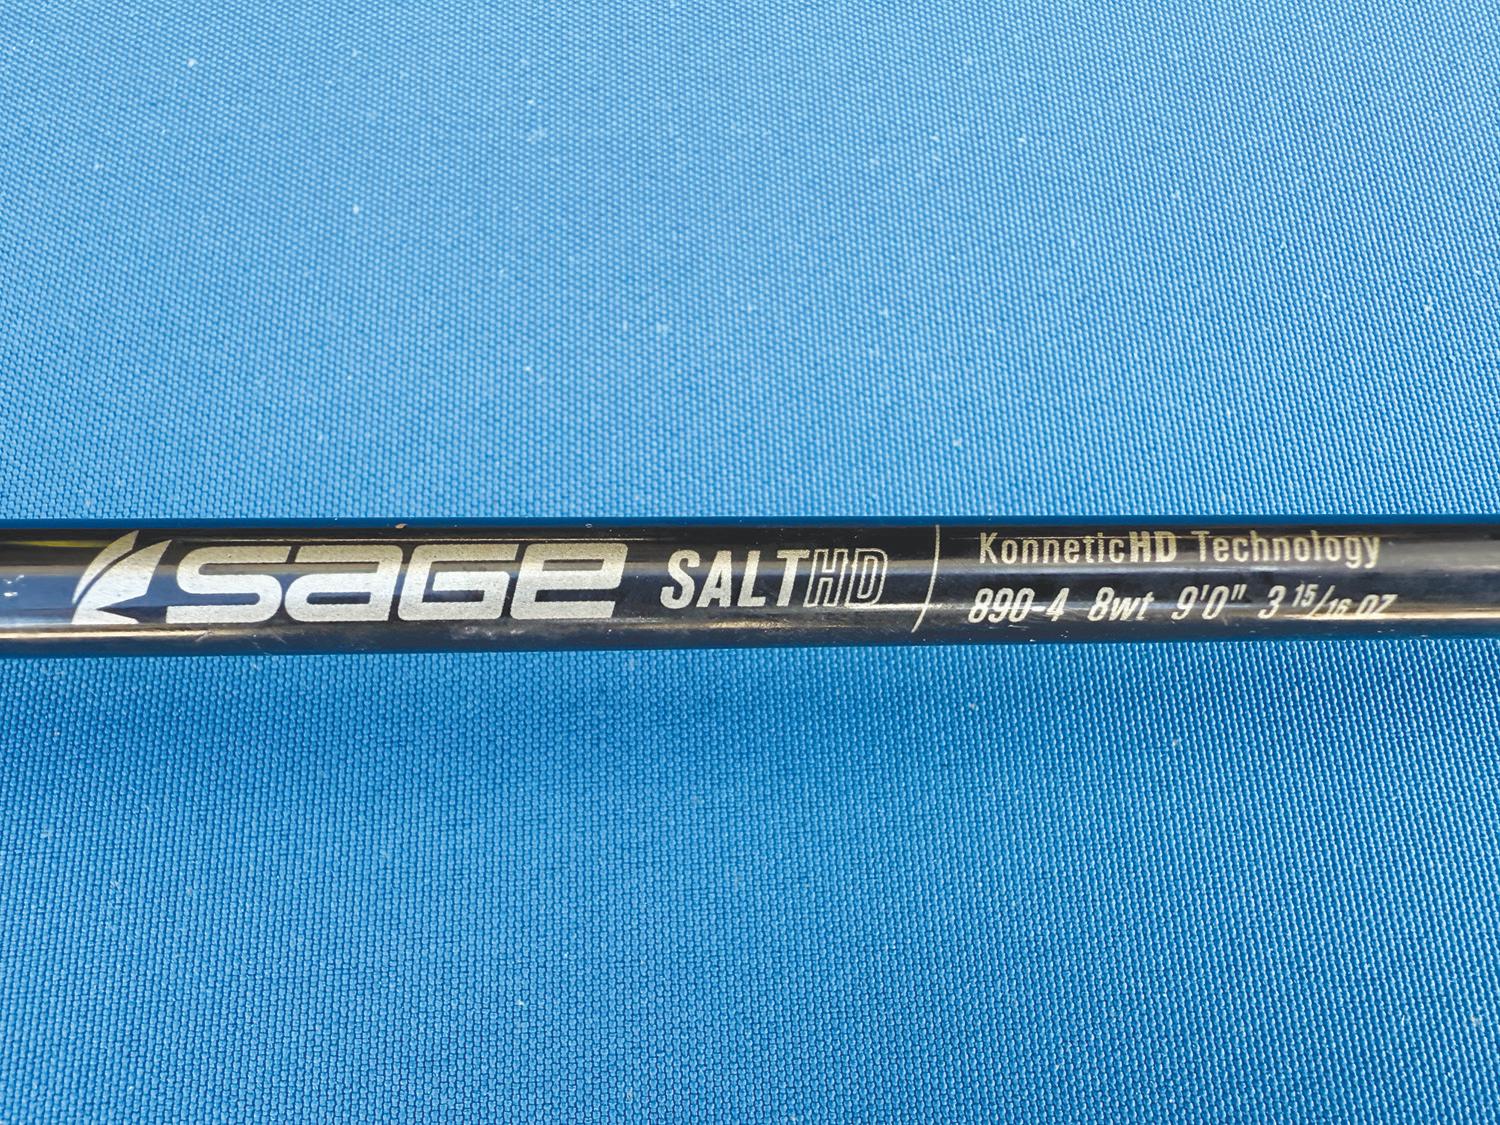 SAGE SALTHD
KonneticHD Technology
890-4 8wt 9'0" 3 15/16 OZ